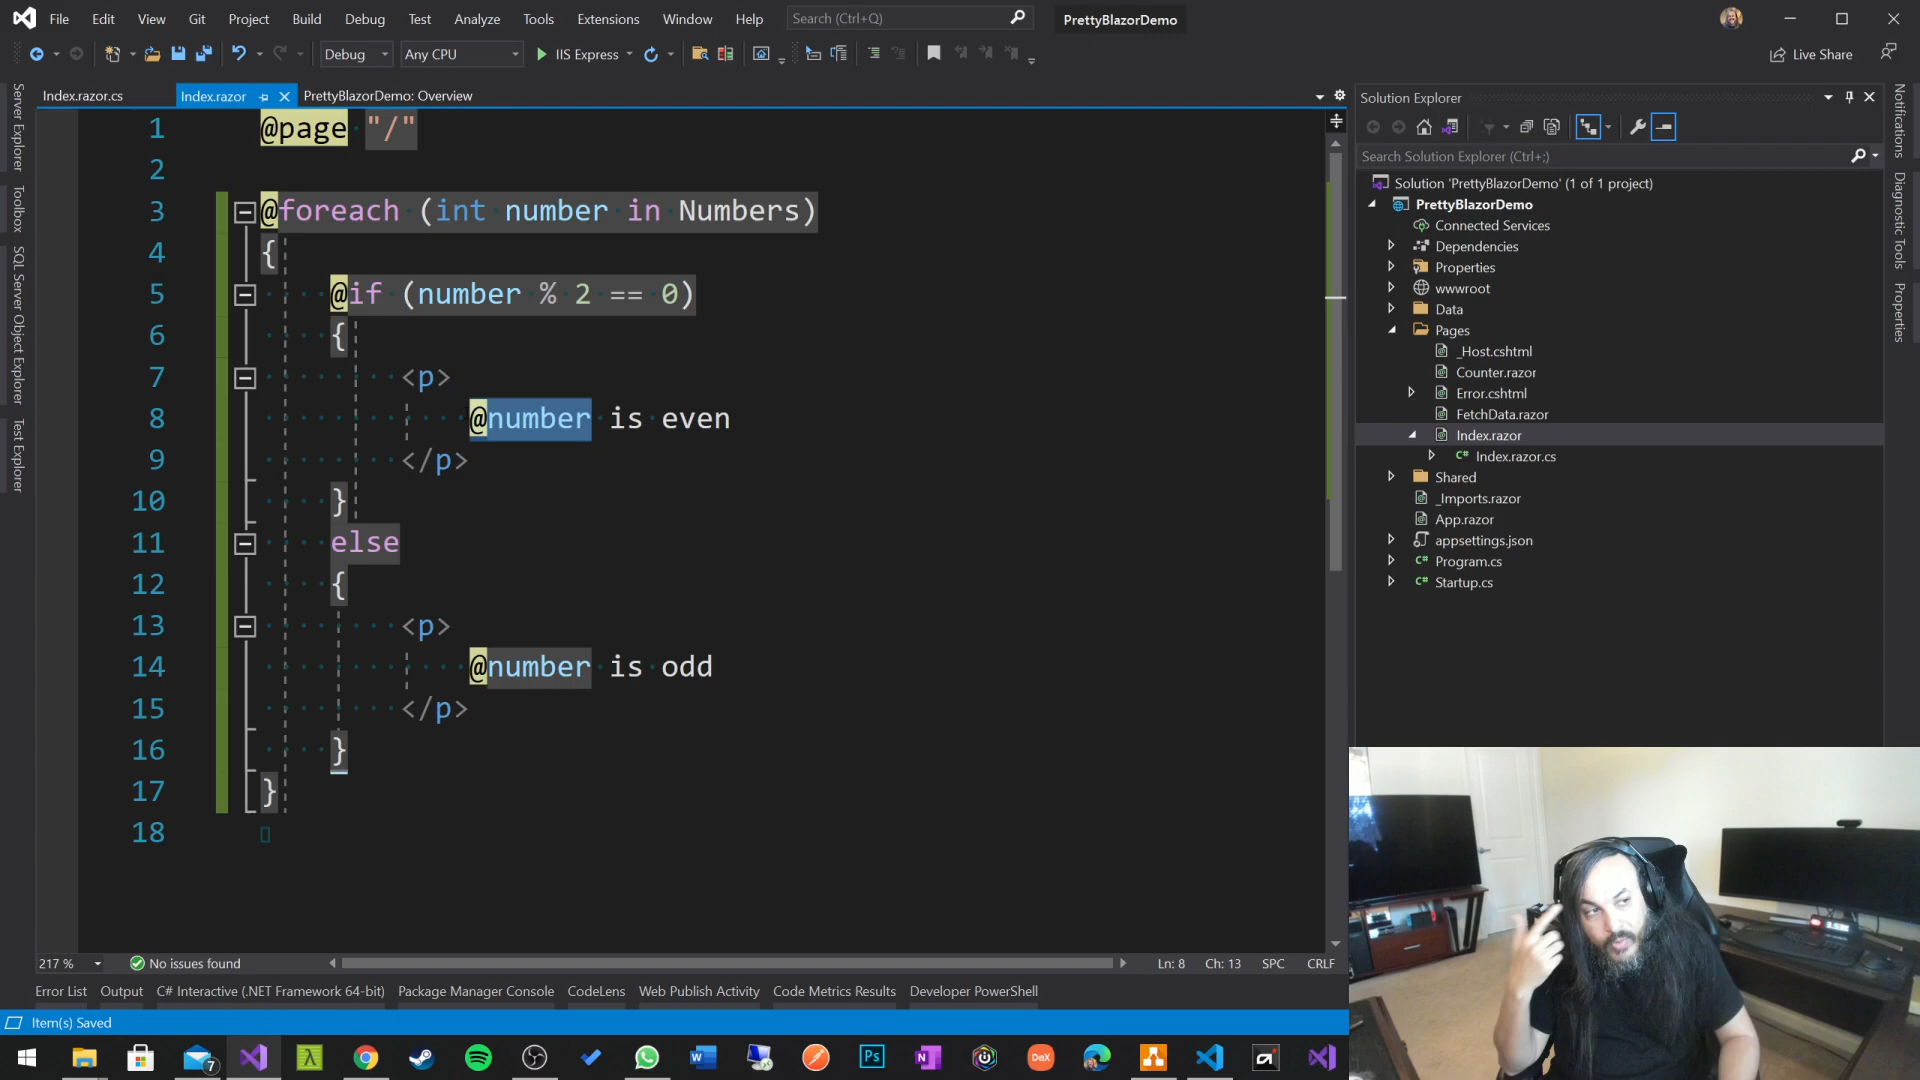 File Edit View Git Project Build Debug Test Analyze Tools Extensions Window Help Search (Ctrl+Q) PrettyBlazorDemo
Debug Any CPU IIS Express Live Share
Index.razor.cs Index.razor PrettyBlazorDemo: Overview
Server Explorer
Toolbox
SQL Server Object Explorer
Test Explorer
1 @page "/"
2
3 @foreach (int number in Numbers)
4 {
5 @if (number % 2 == 0)
6 {
7 <p>
8 @number is even
9 </p>
10 }
11 else
12 {
13 <p>
14 @number is odd
15 </p>
16 }
17 }
18
217 % No issues found Ln: 8 Ch: 13 SPC CRLF
Error List Output C# Interactive (.NET Framework 64-bit) Package Manager Console CodeLens Web Publish Activity Code Metrics Results Developer PowerShell
Item(s) Saved
Solution Explorer
Search Solution Explorer (Ctrl+;)
Solution 'PrettyBlazorDemo' (1 of 1 project)
PrettyBlazorDemo
Connected Services
Dependencies
Properties
wwwroot
Data
Pages
_Host.cshtml
Counter.razor
Error.cshtml
FetchData.razor
Index.razor
C# Index.razor.cs
Shared
_Imports.razor
App.razor
appsettings.json
C# Program.cs
C# Startup.cs
Notifications
Diagnostic Tools
Properties
7 W Ps N DeX